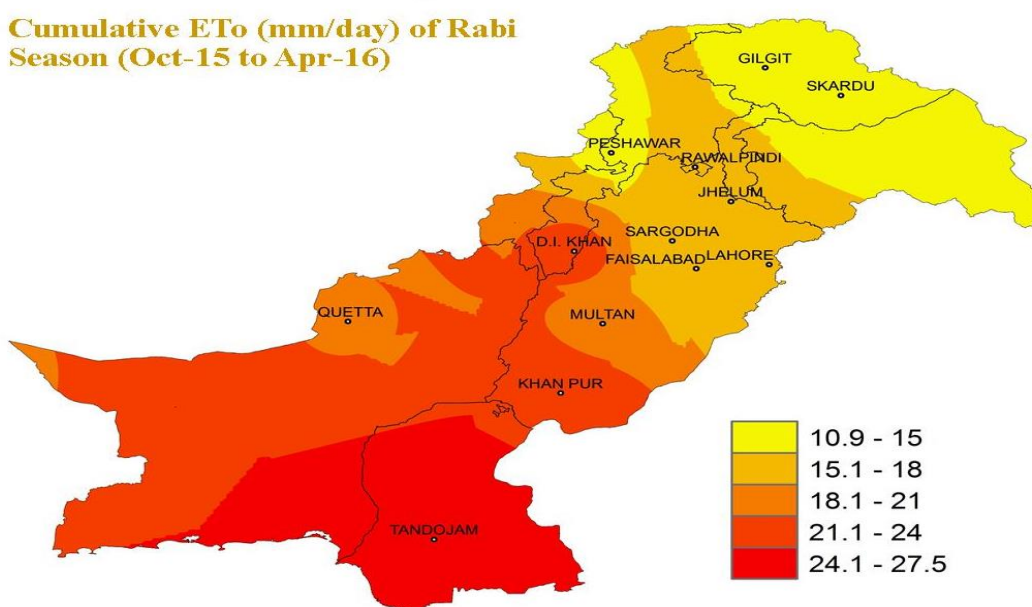 Cumulative ETo (mm/day) of Rabi
Season (Oct-15 to Apr-16)
GILGIT
SKARDU
PESHAWAR
RAWALPINDI
JHELUM
SARGODHA
D.I. KHAN
FAISALABAD
LAHORE
QUETTA
MULTAN
KHAN PUR
TANDOJAM
10.9 - 15
15.1 - 18
18.1 - 21
21.1 - 24
24.1 - 27.5